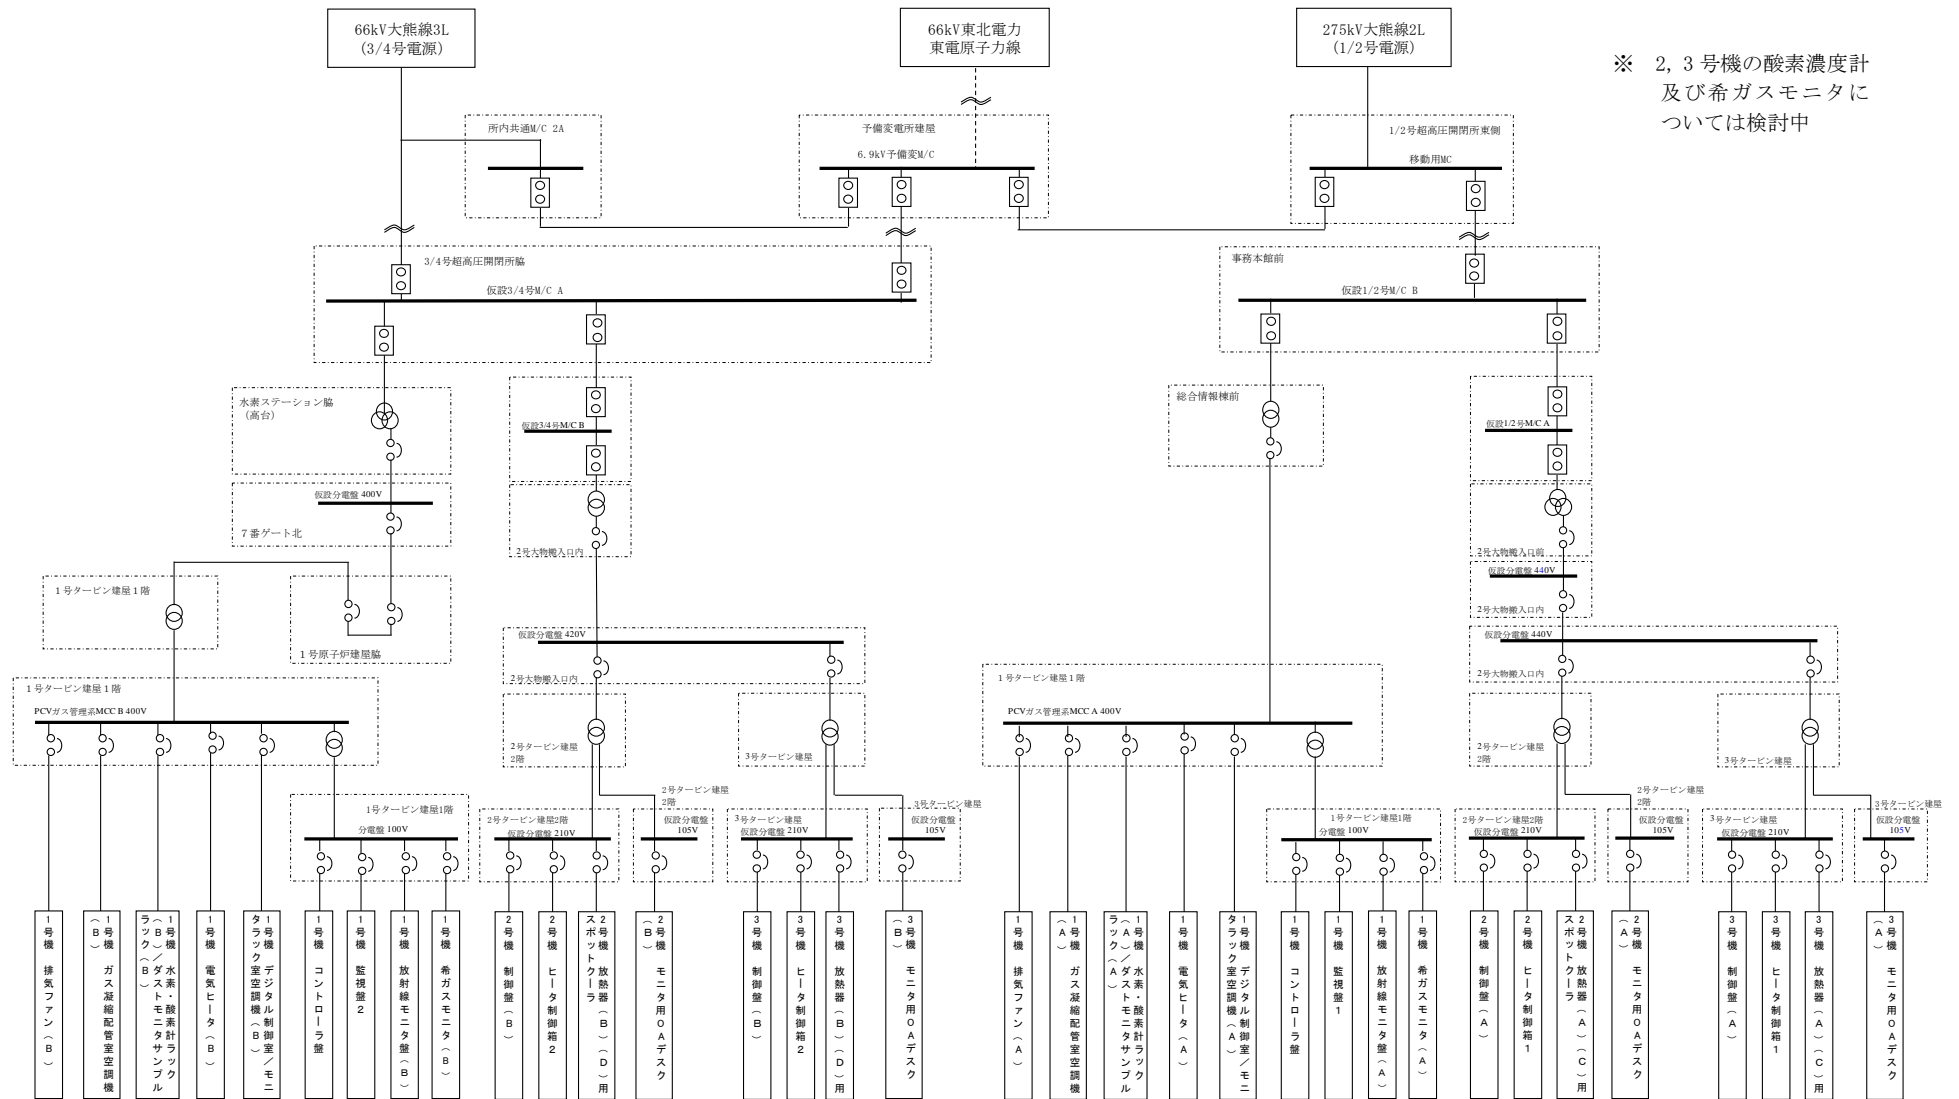 66kV大熊線3L
(3/4号電源)
66kV東北電力
東電原子力線
275kV大熊線2L
(1/2号電源)
※ 2, 3 号機の酸素濃度計
及び希ガスモニタに
ついては検討中
所内共通M/C 2A
予備変電所建屋
6.9kV予備変M/C
1/2号超高圧開閉所東側
移動用MC
3/4号超高圧開閉所脇
仮設3/4号M/C A
事務本館前
仮設1/2号M/C B
水素ステーション脇
(高台)
仮設3/4号M/C B
総合情報棟前
仮設1/2号M/C A
仮設分電盤 400V
7番ゲート北
2号大物搬入口内
2号大物搬入口前
仮設分電盤 440V
2号大物搬入口内
1号タービン建屋1階
1号原子炉建屋脇
仮設分電盤 420V
2号大物搬入口内
仮設分電盤 440V
2号大物搬入口内
1号タービン建屋1階
PCVガス管理系MCC B 400V
2号タービン建屋
2階
3号タービン建屋
1号タービン建屋1階
PCVガス管理系MCC A 400V
2号タービン建屋
2階
3号タービン建屋
1号タービン建屋1階
分電盤 100V
2号タービン建屋2階
仮設分電盤 210V
2号タービン建屋
2階
仮設分電盤
105V
3号タービン建屋
仮設分電盤 210V
3号タービン建屋
仮設分電盤
105V
1号タービン建屋1階
分電盤 100V
2号タービン建屋2階
仮設分電盤 210V
2号タービン建屋
2階
仮設分電盤
105V
3号タービン建屋
仮設分電盤 210V
3号タービン建屋
仮設分電盤
105V
1号機 排気ファン(B)
1号機 ガス凝縮配管室空調機
(B)
1号機 水素・酸素計ラック
(B)/ダストモニタサンプル
ラック(B)
1号機 電気ヒータ(B)
1号機 デジタル制御室/モニ
タラック室空調機(B)
1号機 コントローラ盤
1号機 監視盤2
1号機 放射線モニタ盤(B)
1号機 希ガスモニタ(B)
2号機 制御盤(B)
2号機 ヒータ制御箱2
2号機 放熱器(B)(D)用
スポットクーラ
2号機 モニタ用OAデスク
(B)
3号機 制御盤(B)
3号機 ヒータ制御箱2
3号機 放熱器(B)(D)用
3号機 モニタ用OAデスク
(B)
1号機 排気ファン(A)
1号機 ガス凝縮配管室空調機
(A)
1号機 水素・酸素計ラック
(A)/ダストモニタサンプル
ラック(A)
1号機 電気ヒータ(A)
1号機 デジタル制御室/モニ
タラック室空調機(A)
1号機 コントローラ盤
1号機 監視盤1
1号機 放射線モニタ盤(A)
1号機 希ガスモニタ(A)
2号機 制御盤(A)
2号機 ヒータ制御箱1
2号機 放熱器(A)(C)用
スポットクーラ
2号機 モニタ用OAデスク
(A)
3号機 制御盤(A)
3号機 ヒータ制御箱1
3号機 放熱器(A)(C)用
3号機 モニタ用OAデスク
(A)